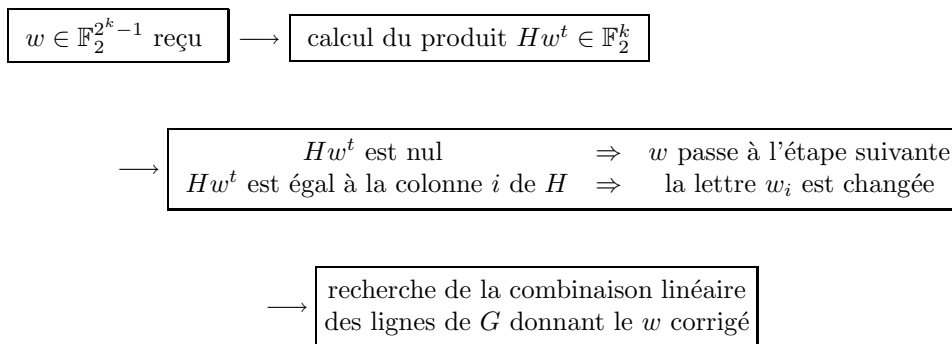 w ∈ 𝔽₂^{2^k−1} reçu ⟶ calcul du produit Hw^t ∈ 𝔽₂^k
⟶ Hw^t est nul ⇒ w passe à l'étape suivante
Hw^t est égal à la colonne i de H ⇒ la lettre w_i est changée
⟶ recherche de la combinaison linéaire
des lignes de G donnant le w corrigé